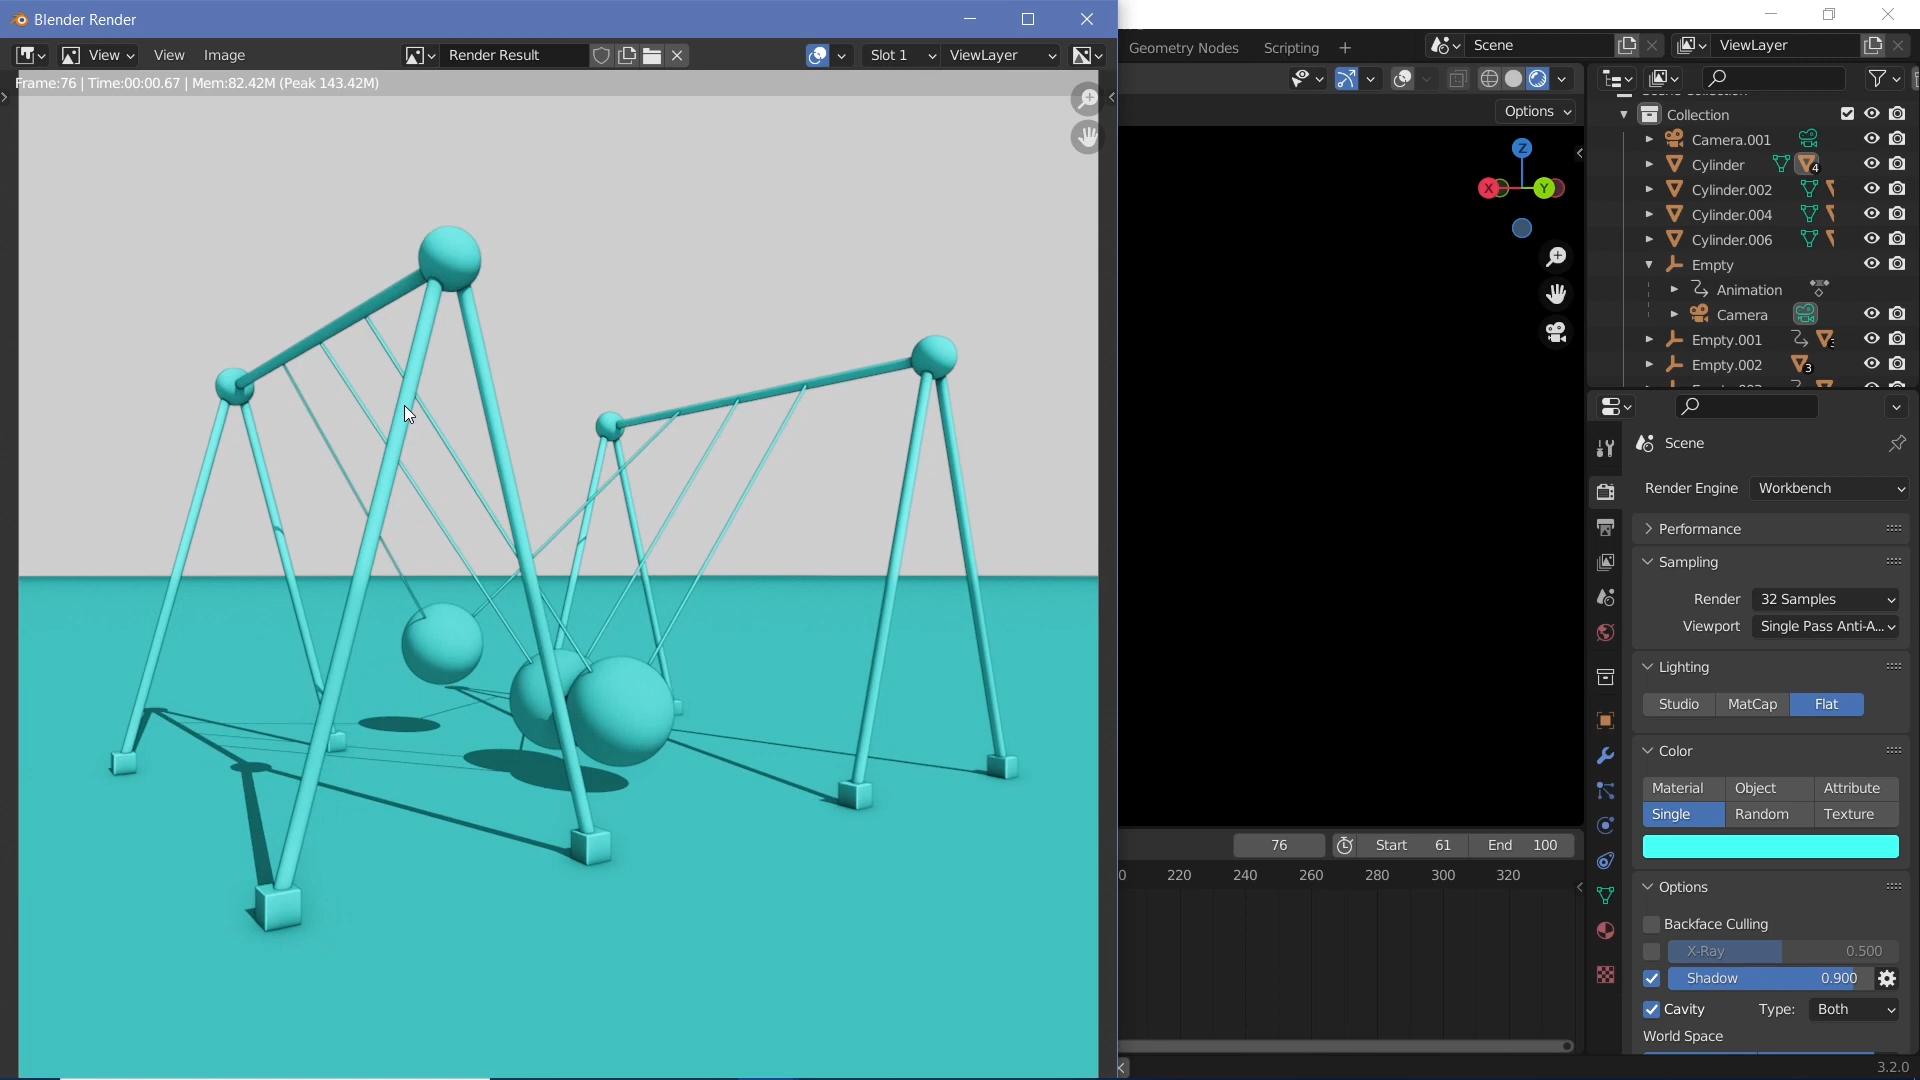 Blender Render
View View Image Render Result Slot 1 ViewLayer
Frame:76 | Time:00:00.67 | Mem:82.42M (Peak 143.42M)
Geometry Nodes Scripting + Scene ViewLayer
Options
Z
X Y
Collection
Camera.001
Cylinder 4
Cylinder.002
Cylinder.004
Cylinder.006
Empty
Animation
Camera
Empty.001
Empty.002 3
Scene
Render Engine Workbench
Performance
Sampling
Render 32 Samples
Viewport Single Pass Anti-A...
Lighting
Studio MatCap Flat
Color
Material Object Attribute
Single Random Texture
Options
Backface Culling
X-Ray 0.500
Shadow 0.900
Cavity Type: Both
World Space
76 Start 61 End 100
0 220 240 260 280 300 320
3.2.0